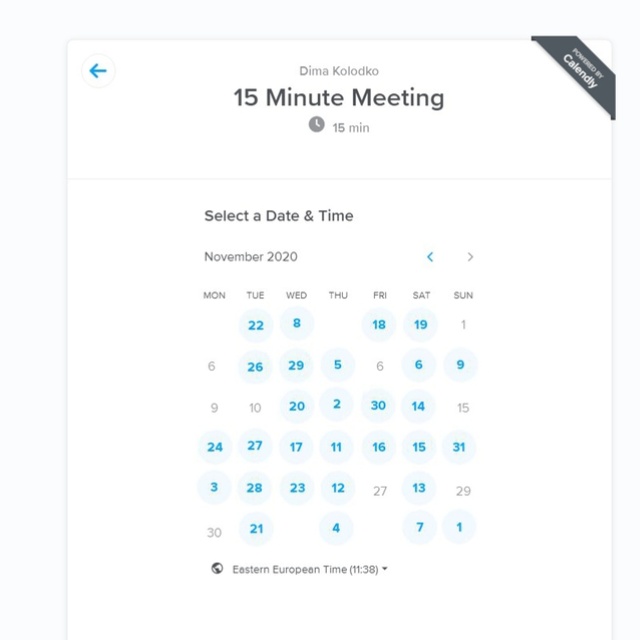 POWERED BY
Calendly
Dima Kolodko
15 Minute Meeting
15 min
Select a Date & Time
November 2020
MON TUE WED THU FRI SAT SUN
22 8 18 19 1
6 26 29 5 6 6 9
9 10 20 2 30 14 15
24 27 17 11 16 15 31
3 28 23 12 27 13 29
30 21 4 7 1
Eastern European Time (11:38)